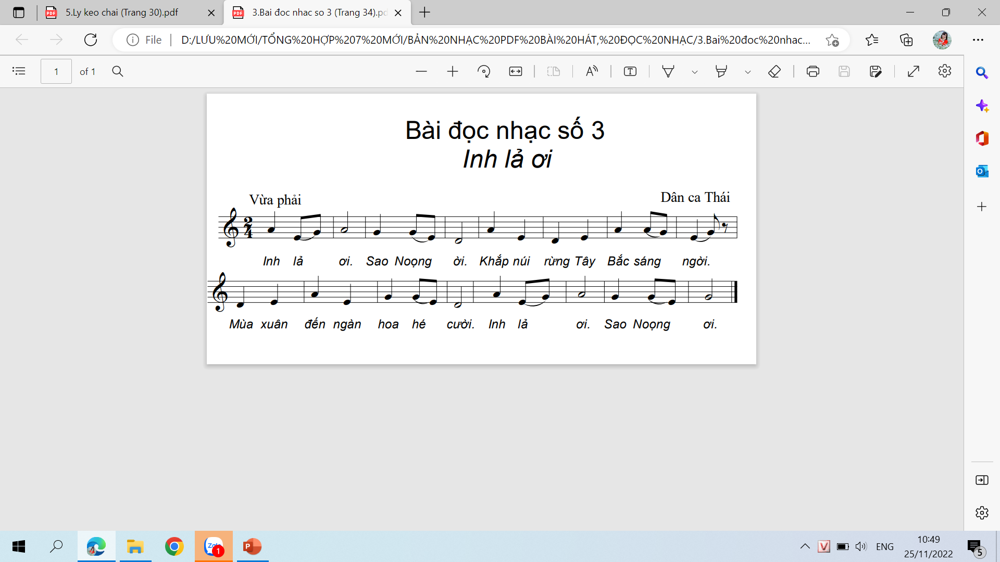 5.Ly keo chai (Trang 30).pdf
3.Bai đoc nhac so 3 (Trang 34).pd
File
D:/LƯU%20MỚI/TỔNG%20HỢP%207%20MỚI/BẢN%20NHẠC%20PDF%20BÀI%20HÁT,%20ĐỌC%20NHẠC/3.Bai%20đoc%20nhac...
1 of 1
Bài đọc nhạc số 3
Inh lả ơi
Vừa phải
Dân ca Thái
2
4
Inh lả ơi. Sao Noọng ời. Khắp núi rừng Tây Bắc sáng ngời.
Mùa xuân đến ngàn hoa hé cười. Inh lả ơi. Sao Noọng ơi.
ENG
10:49
25/11/2022
1
5